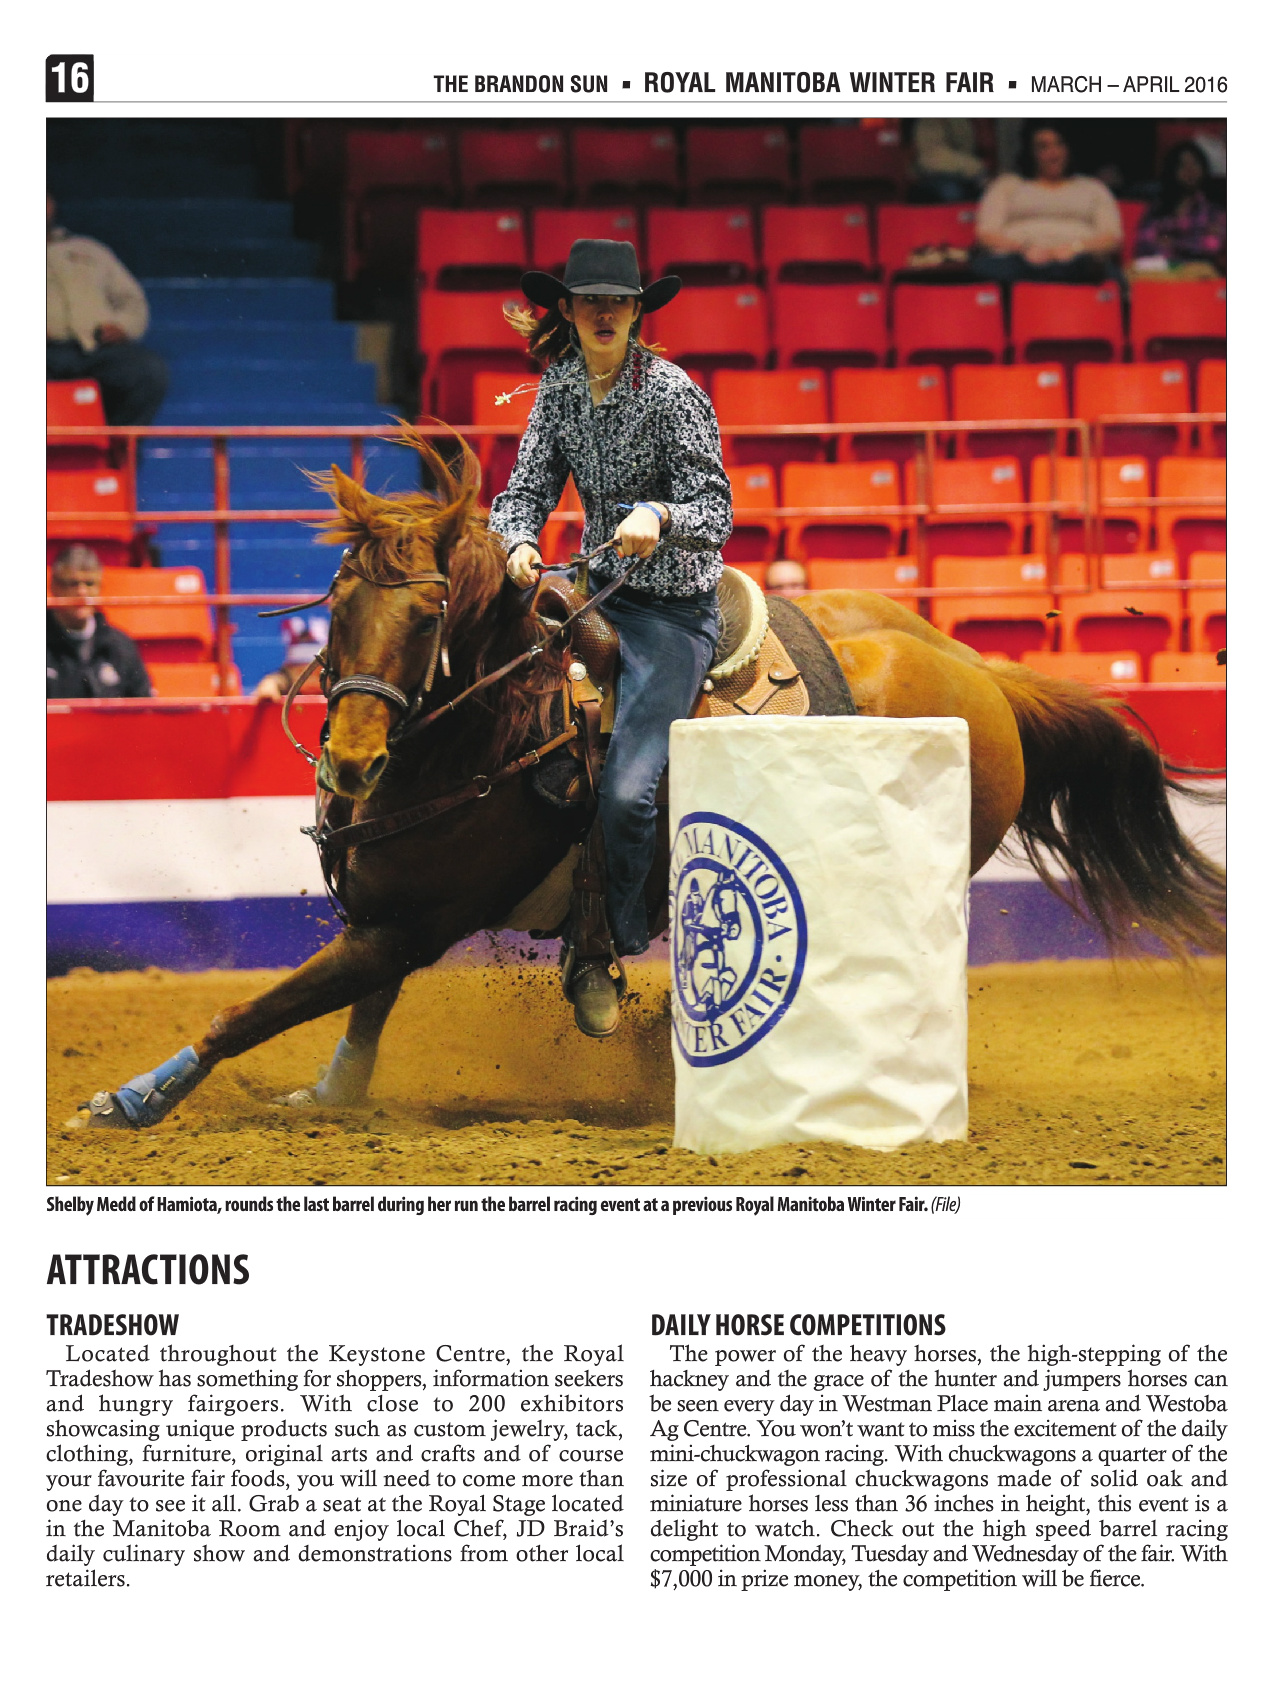 16
THE BRANDON SUN ▪ ROYAL MANITOBA WINTER FAIR ▪ MARCH – APRIL 2016
MANITOBA
FAIR ·
Shelby Medd of Hamiota, rounds the last barrel during her run the barrel racing event at a previous Royal Manitoba Winter Fair. (File)
ATTRACTIONS
TRADESHOW
Located throughout the Keystone Centre, the Royal
Tradeshow has something for shoppers, information seekers
and hungry fairgoers. With close to 200 exhibitors
showcasing unique products such as custom jewelry, tack,
clothing, furniture, original arts and crafts and of course
your favourite fair foods, you will need to come more than
one day to see it all. Grab a seat at the Royal Stage located
in the Manitoba Room and enjoy local Chef, JD Braid’s
daily culinary show and demonstrations from other local
retailers.
DAILY HORSE COMPETITIONS
The power of the heavy horses, the high-stepping of the
hackney and the grace of the hunter and jumpers horses can
be seen every day in Westman Place main arena and Westoba
Ag Centre. You won’t want to miss the excitement of the daily
mini-chuckwagon racing. With chuckwagons a quarter of the
size of professional chuckwagons made of solid oak and
miniature horses less than 36 inches in height, this event is a
delight to watch. Check out the high speed barrel racing
competition Monday, Tuesday and Wednesday of the fair. With
$7,000 in prize money, the competition will be fierce.